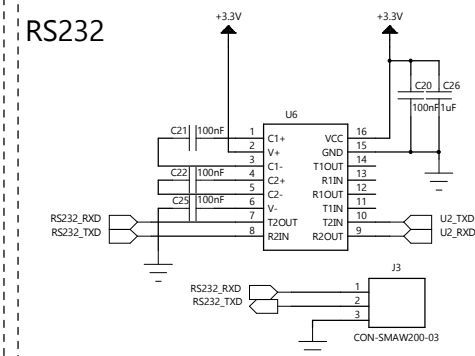 RS232
+3.3V
+3.3V
C20
C26
100nF
1uF
U6
C21
100nF
1
C1+
VCC
16
2
V+
GND
15
3
C1-
T1OUT
14
C22
100nF
4
C2+
R1IN
13
5
C2-
R1OUT
12
C25
100nF
6
V-
T1IN
11
RS232_RXD
7
T2OUT
T2IN
10
U2_TXD
RS232_TXD
8
R2IN
R2OUT
9
U2_RXD
J3
RS232_RXD
1
RS232_TXD
2
3
CON-SMAW200-03